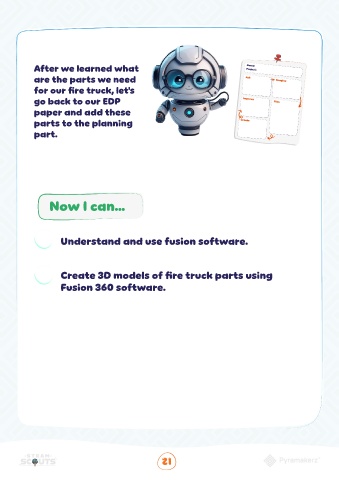 After we learned what
are the parts we need
for our fire truck, let's
go back to our EDP
paper and add these
parts to the planning
part.
Now I can...
Understand and use fusion software.
Create 3D models of fire truck parts using
Fusion 360 software.
STEAM
SCOUTS
21
Pyramakerz